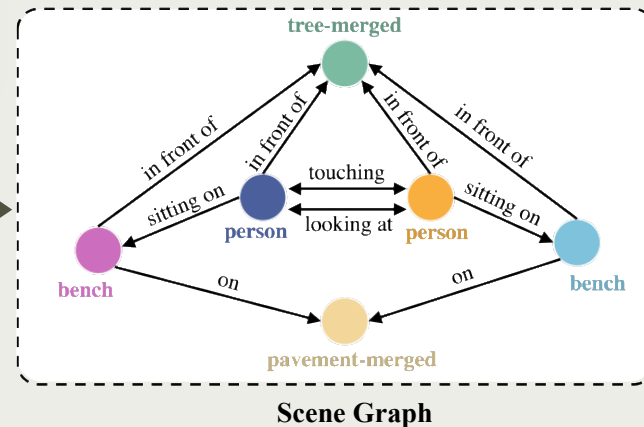 tree-merged
in front of
in front of
in front of
in front of
touching
sitting on
sitting on
looking at
person
person
bench
on
on
bench
pavement-merged
Scene Graph